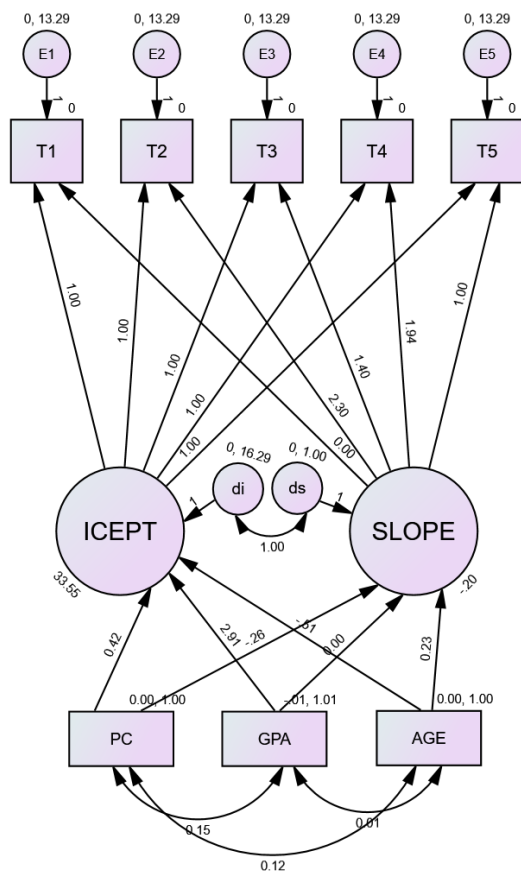 0, 13.29 0, 13.29 0, 13.29 0, 13.29 0, 13.29
E1 E2 E3 E4 E5
1 0 1 0 1 0 1 0 1 0
T1 T2 T3 T4 T5
1.00 1.00 1.00 1.00 1.00 0.00 2.30 1.40 1.94 1.00
0, 16.29 0, 1.00
di ds
1 1
ICEPT SLOPE
1.00
33.55 -.20
0.42 2.91 -.26 -.51 0.00 0.23
0.00, 1.00 -.01, 1.01 0.00, 1.00
PC GPA AGE
0.15 0.01
0.12